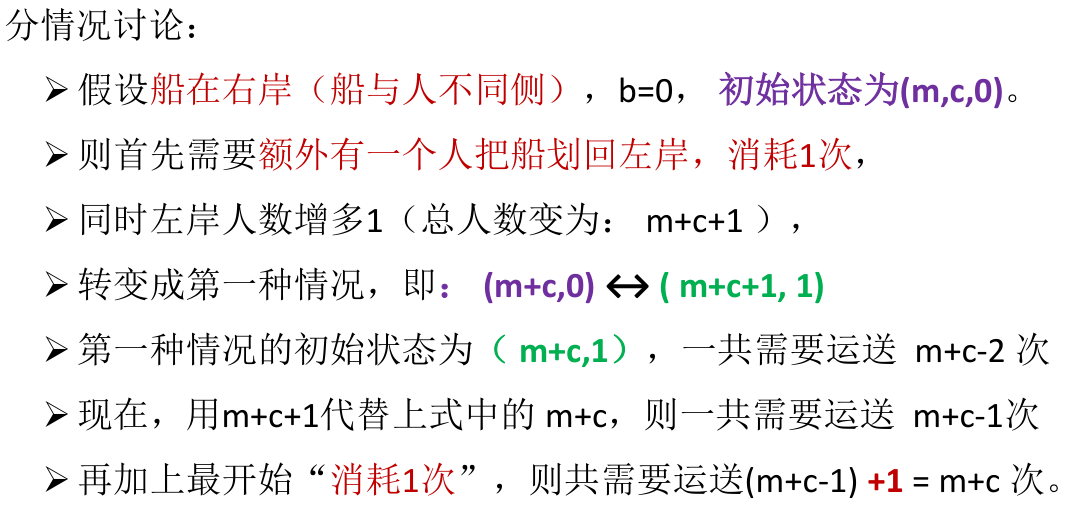 分情况讨论：
➢ 假设船在右岸（船与人不同侧），b=0， 初始状态为(m,c,0)。
➢ 则首先需要额外有一个人把船划回左岸，消耗1次，
➢ 同时左岸人数增多1（总人数变为： m+c+1 ），
➢ 转变成第一种情况，即： (m+c,0) ↔ ( m+c+1, 1)
➢ 第一种情况的初始状态为（ m+c,1），一共需要运送 m+c-2 次
➢ 现在，用m+c+1代替上式中的 m+c，则一共需要运送 m+c-1次
➢ 再加上最开始“消耗1次”，则共需要运送(m+c-1) +1 = m+c 次。